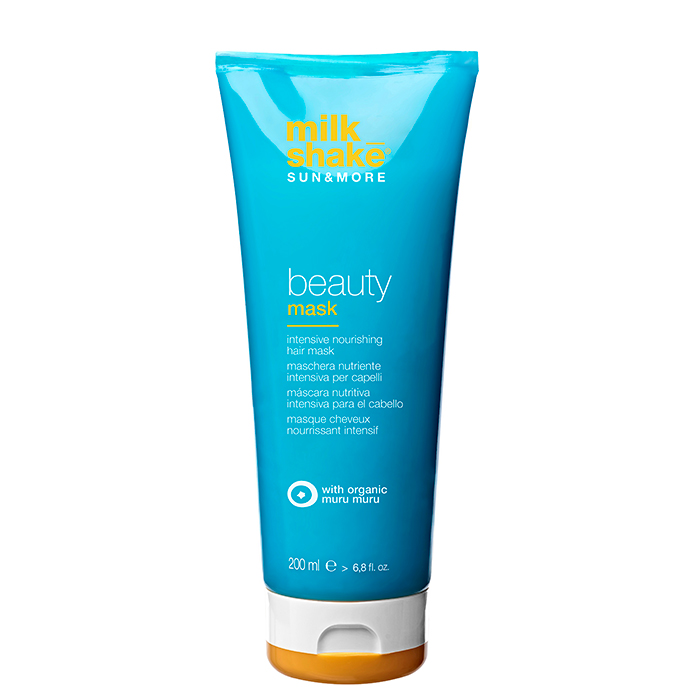 milk
shake®
SUN&MORE
beauty
mask
intensive nourishing
hair mask
maschera nutriente
intensiva per capelli
máscara nutritiva
intensiva para el cabello
masque cheveux
nourrissant intensif
with organic
muru muru
200 ml ℮ > 6,8 fl. oz.